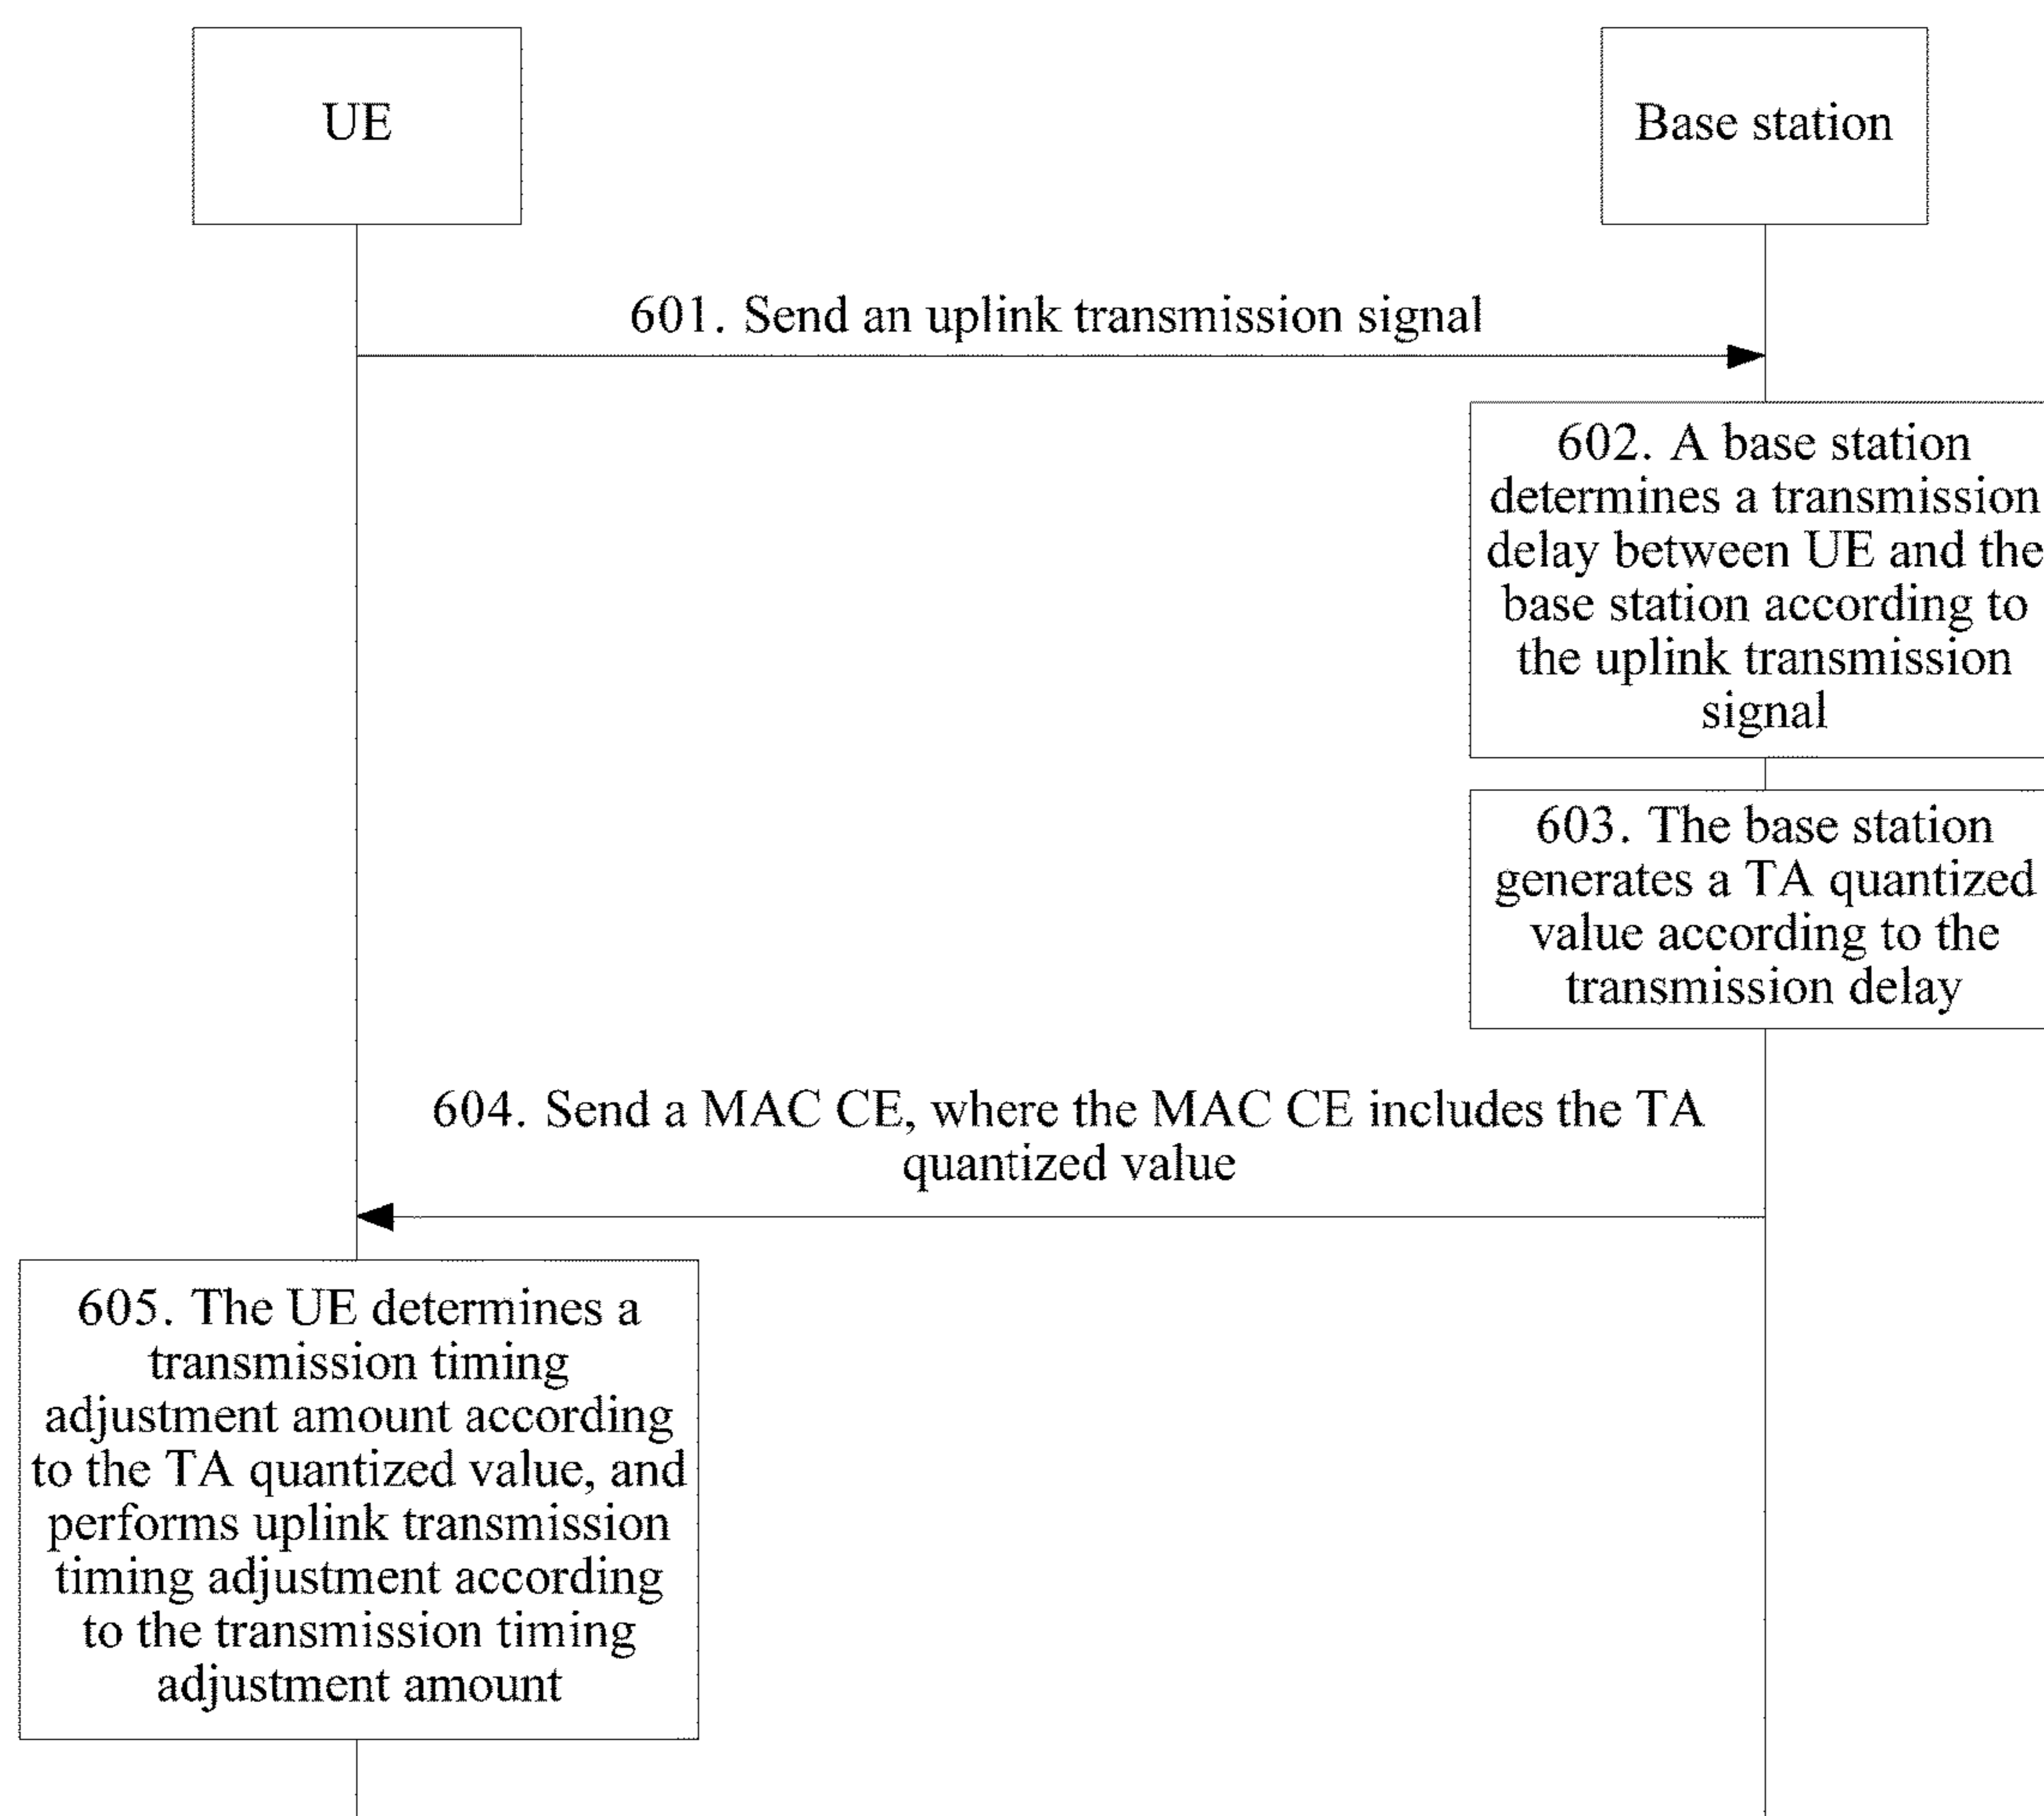 UE
Base station
601. Send an uplink transmission signal
602. A base station
determines a transmission
delay between UE and the
base station according to
the uplink transmission
signal
603. The base station
generates a TA quantized
value according to the
transmission delay
604. Send a MAC CE, where the MAC CE includes the TA
quantized value
605. The UE determines a
transmission timing
adjustment amount according
to the TA quantized value, and
performs uplink transmission
timing adjustment according
to the transmission timing
adjustment amount